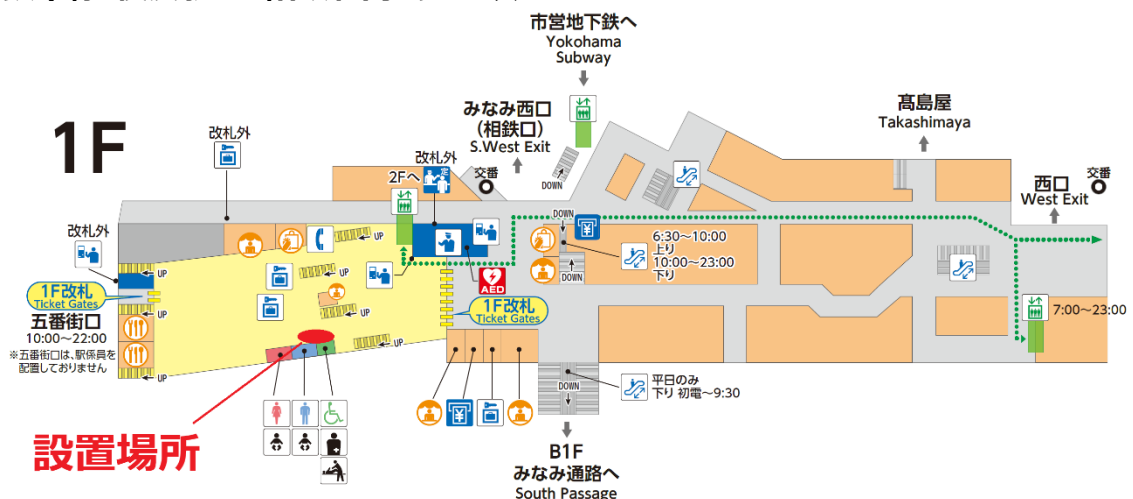 市営地下鉄へ
Yokohama
Subway
みなみ西口
(相鉄口)
S.West Exit
髙島屋
Takashimaya
1F
改札外
改札外
定
2Fへ
交番
DOWN
西口
West Exit
交番
改札外
UP
DOWN
6:30～10:00
上り
10:00～23:00
下り
DOWN
UP
UP
AED
1F改札
Ticket Gates
1F改札
Ticket Gates
7:00～23:00
五番街口
10:00～22:00
※五番街口は、駅係員を
配置しておりません
UP
UP
UP
UP
DOWN
平日のみ
下り 初電～9:30
設置場所
B1F
みなみ通路へ
South Passage